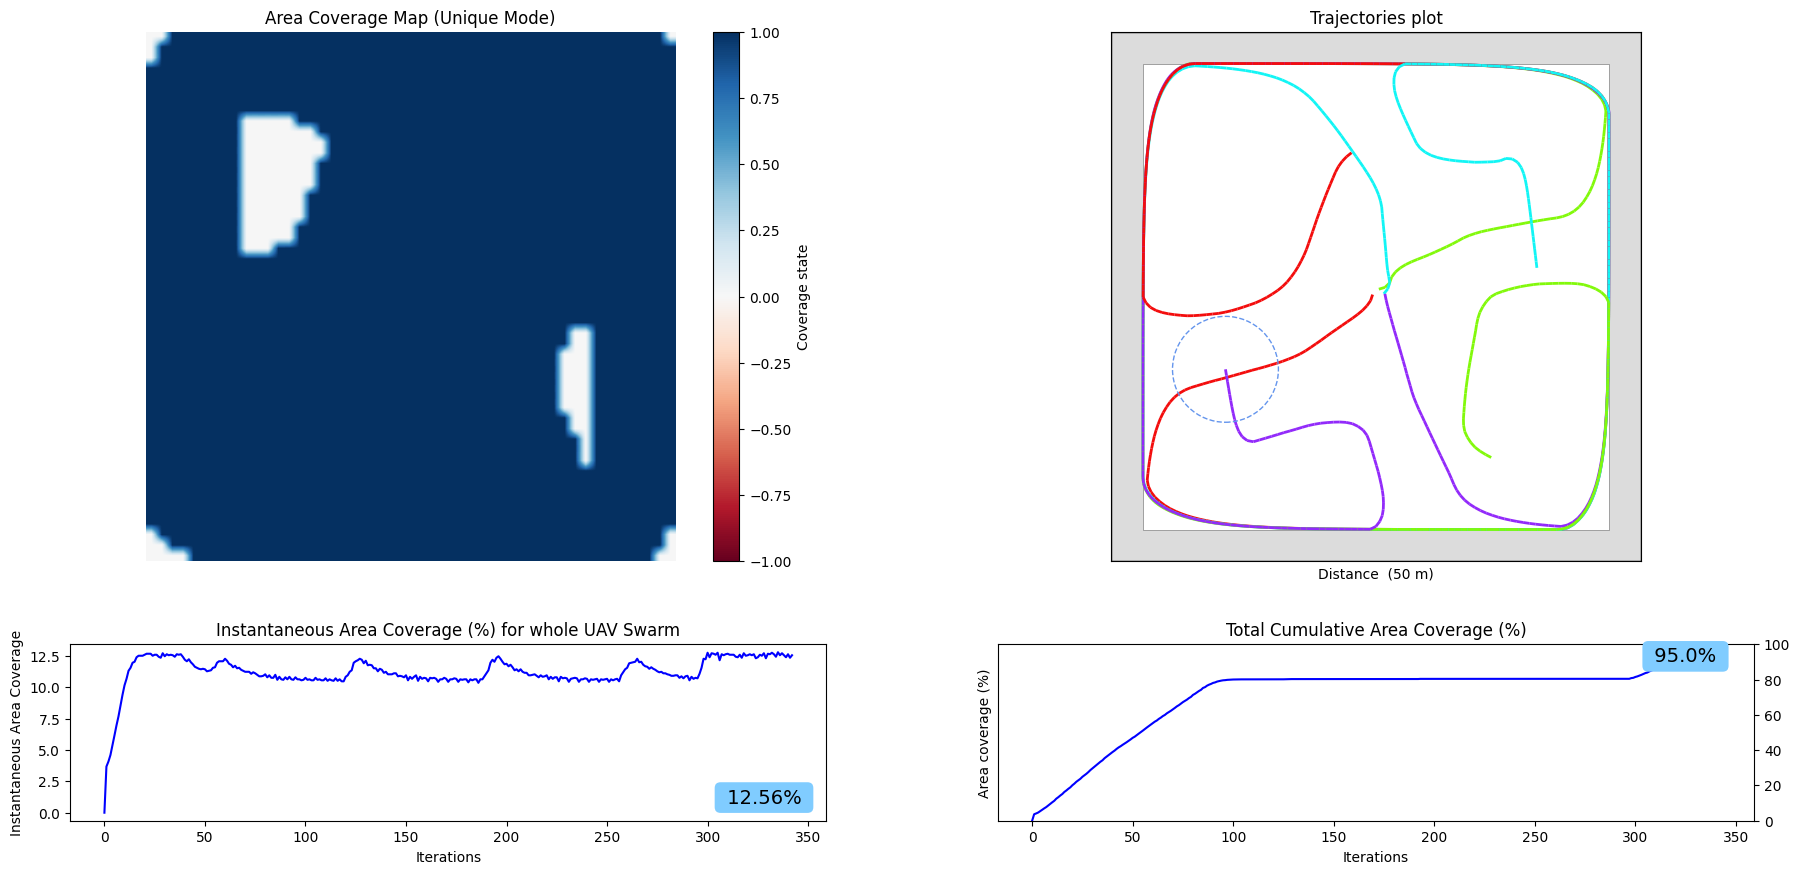 Area Coverage Map (Unique Mode)
1.00
0.75
0.50
0.25
0.00
−0.25
−0.50
−0.75
−1.00
Coverage state
Trajectories plot
Distance  (50 m)
Instantaneous Area Coverage (%) for whole UAV Swarm
Instantaneous Area Coverage
12.5
10.0
7.5
5.0
2.5
0.0
12.56%
0 50 100 150 200 250 300 350
Iterations
Total Cumulative Area Coverage (%)
Area coverage (%)
95.0%
100
80
60
40
20
0
0 50 100 150 200 250 300 350
Iterations